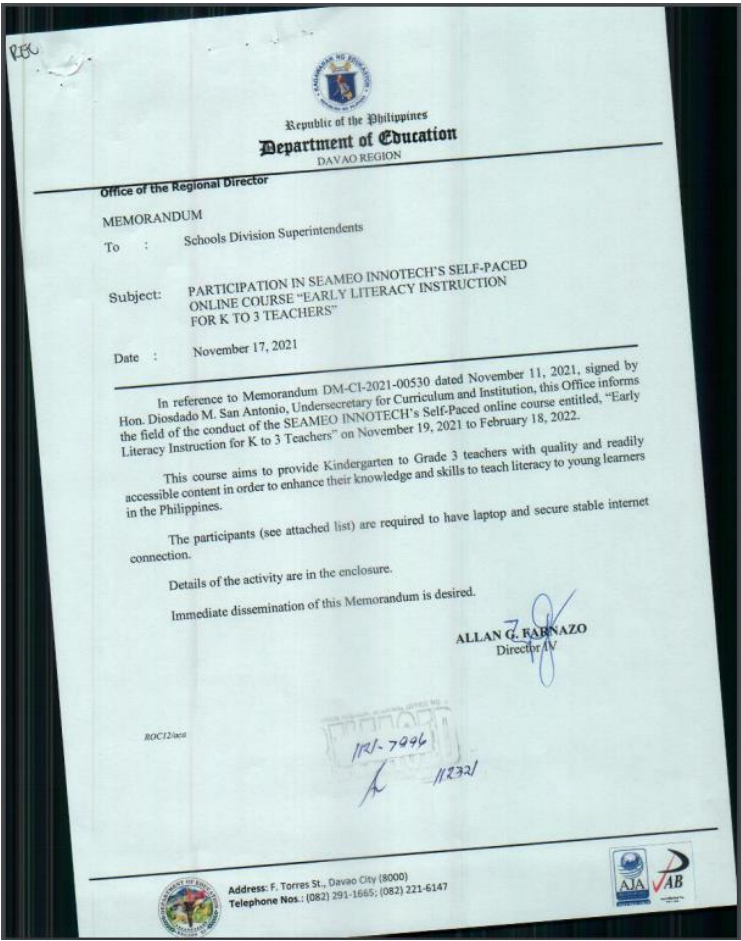 REC
KAGAWARAN NG EDUKASYON
REPUBLIKA NG PILIPINAS
Republic of the Philippines
Department of Education
DAVAO REGION
Office of the Regional Director
MEMORANDUM
To : Schools Division Superintendents
Subject: PARTICIPATION IN SEAMEO INNOTECH'S SELF-PACED
ONLINE COURSE "EARLY LITERACY INSTRUCTION
FOR K TO 3 TEACHERS"
Date : November 17, 2021
In reference to Memorandum DM-CI-2021-00530 dated November 11, 2021, signed by
Hon. Diosdado M. San Antonio, Undersecretary for Curriculum and Institution, this Office informs
the field of the conduct of the SEAMEO INNOTECH's Self-Paced online course entitled, "Early
Literacy Instruction for K to 3 Teachers" on November 19, 2021 to February 18, 2022.
This course aims to provide Kindergarten to Grade 3 teachers with quality and readily
accessible content in order to enhance their knowledge and skills to teach literacy to young learners
in the Philippines.
The participants (see attached list) are required to have laptop and secure stable internet
connection.
Details of the activity are in the enclosure.
Immediate dissemination of this Memorandum is desired.
ALLAN G. FARNAZO
Director IV
ROC12/aca
1121-7996
112321
Address: F. Torres St., Davao City (8000)
Telephone Nos.: (082) 291-1665; (082) 221-6147
AJA
PAB